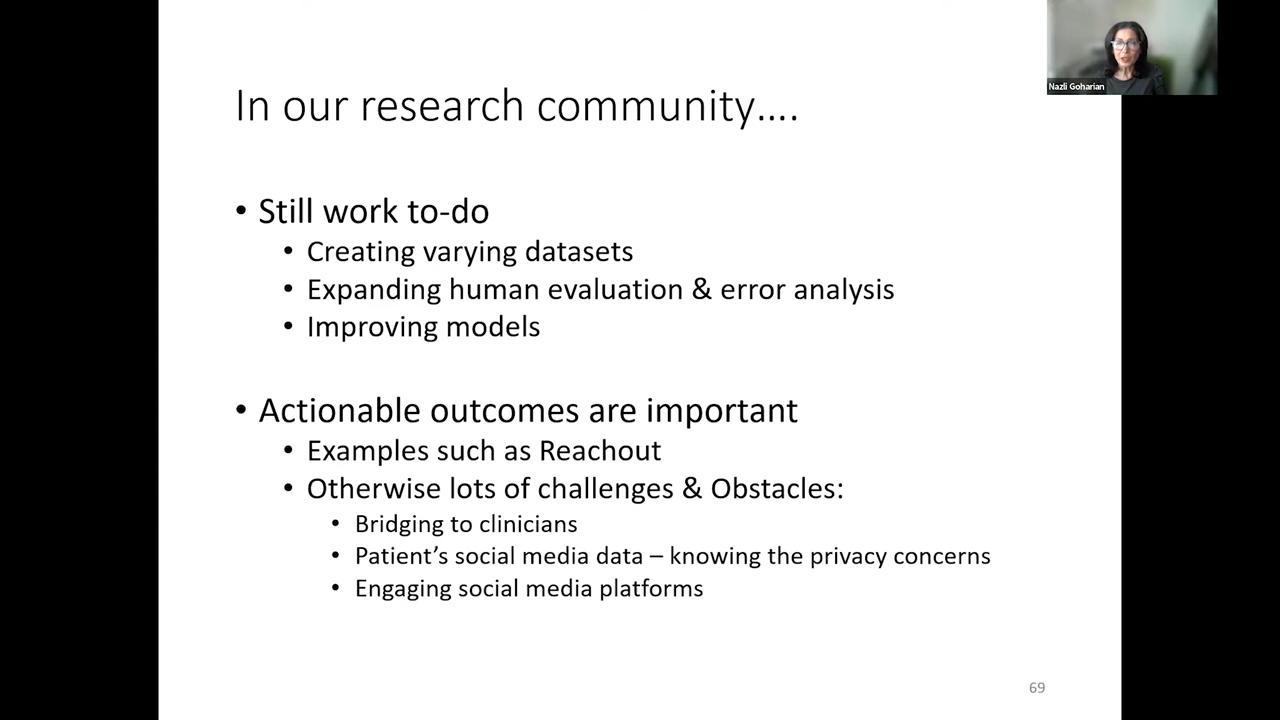 Nazli Goharian
In our research community....
• Still work to-do
• Creating varying datasets
• Expanding human evaluation & error analysis
• Improving models
• Actionable outcomes are important
• Examples such as Reachout
• Otherwise lots of challenges & Obstacles:
• Bridging to clinicians
• Patient’s social media data – knowing the privacy concerns
• Engaging social media platforms
69